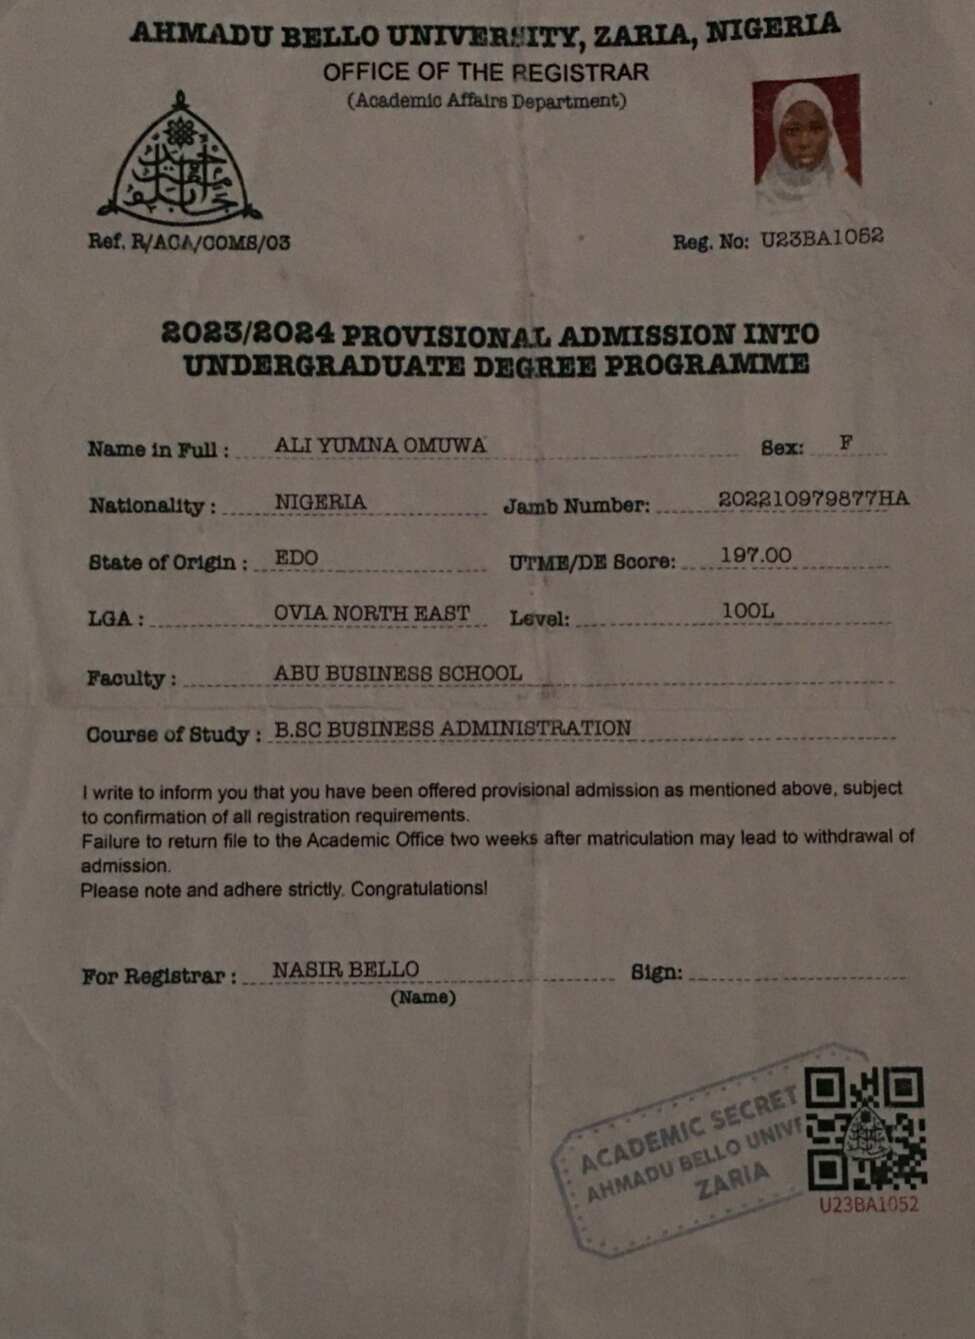 AHMADU BELLO UNIVERSITY, ZARIA, NIGERIA
OFFICE OF THE REGISTRAR
(Academic Affairs Department)
Ref. R/ACA/COMS/03
Reg. No: U23BA1052
2023/2024 PROVISIONAL ADMISSION INTO
UNDERGRADUATE DEGREE PROGRAMME
Name in Full : ALI YUMNA OMUWA Sex: F
Nationality : NIGERIA Jamb Number: 202210979877HA
State of Origin : EDO UTME/DE Score: 197.00
LGA : OVIA NORTH EAST Level: 100L
Faculty : ABU BUSINESS SCHOOL
Course of Study : B.SC BUSINESS ADMINISTRATION
I write to inform you that you have been offered provisional admission as mentioned above, subject
to confirmation of all registration requirements.
Failure to return file to the Academic Office two weeks after matriculation may lead to withdrawal of
admission.
Please note and adhere strictly. Congratulations!
For Registrar : NASIR BELLO Sign:
(Name)
ACADEMIC SECRET
AHMADU BELLO UNIVE
ZARIA
U23BA1052